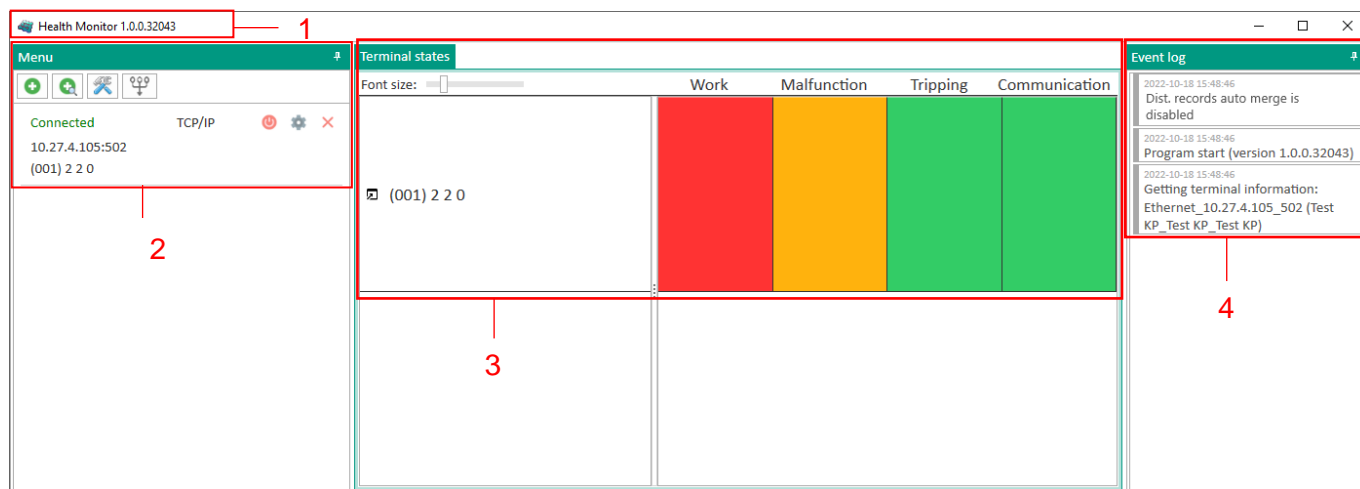 Health Monitor 1.0.0.32043
1
Menu
Connected TCP/IP
10.27.4.105:502
(001) 2 2 0
2
Terminal states
Font size:
Work Malfunction Tripping Communication
(001) 2 2 0
3
Event log
2022-10-18 15:48:46
Dist. records auto merge is
disabled
2022-10-18 15:48:46
Program start (version 1.0.0.32043)
2022-10-18 15:48:46
Getting terminal information:
Ethernet_10.27.4.105_502 (Test
KP_Test KP_Test KP)
4